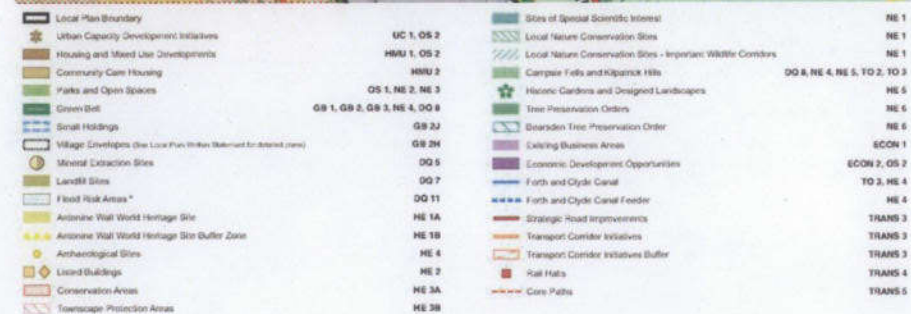 Local Plan Boundary
Urban Capacity Development Initiatives UC 1, OS 2
Housing and Mixed Use Developments HMU 1, OS 2
Community Care Housing HMU 2
Parks and Open Spaces OS 1, NE 2, NE 3
Green Belt GB 1, GB 2, GB 3, NE 4, DQ 8
Small Holdings GB 2J
Village Envelopes (See Local Plan Written Statement for detailed zones) GB 2H
Mineral Extraction Sites DQ 5
Landfill Sites DQ 7
Flood Risk Areas * DQ 11
Antonine Wall World Heritage Site HE 1A
Antonine Wall World Heritage Site Buffer Zone HE 1B
Archaeological Sites HE 4
Listed Buildings HE 2
Conservation Areas HE 3A
Townscape Protection Areas HE 3B
Sites of Special Scientific Interest NE 1
Local Nature Conservation Sites NE 1
Local Nature Conservation Sites - Important Wildlife Corridors NE 1
Campsie Fells and Kilpatrick Hills DQ 8, NE 4, NE 5, TO 2, TO 3
Historic Gardens and Designed Landscapes HE 5
Tree Preservation Orders NE 6
Bearsden Tree Preservation Order NE 6
Existing Business Areas ECON 1
Economic Development Opportunities ECON 2, OS 2
Forth and Clyde Canal TO 3, HE 4
Forth and Clyde Canal Feeder HE 4
Strategic Road Improvements TRANS 3
Transport Corridor Initiatives TRANS 3
Transport Corridor Initiatives Buffer TRANS 3
Rail Halts TRANS 4
Core Paths TRANS 5